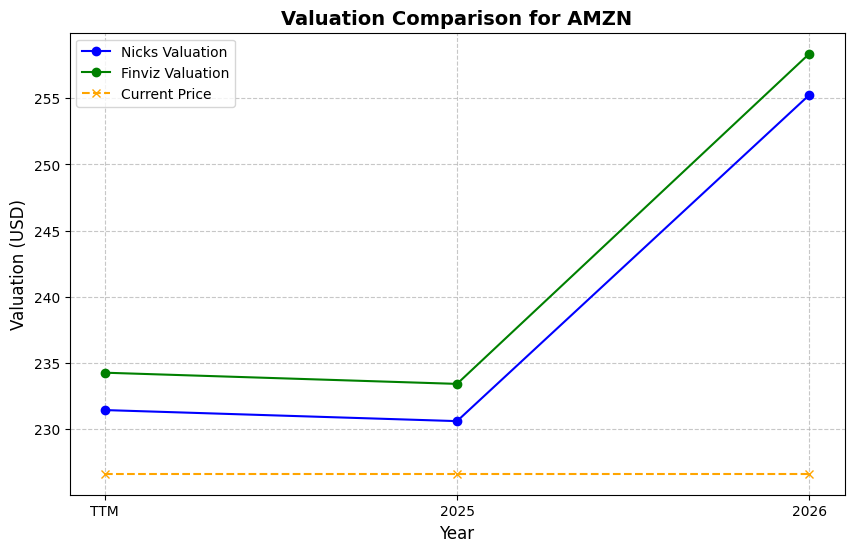 Valuation Comparison for AMZN
Nicks Valuation
Finviz Valuation
Current Price
Valuation (USD)
255
250
245
240
235
230
TTM
2025
2026
Year